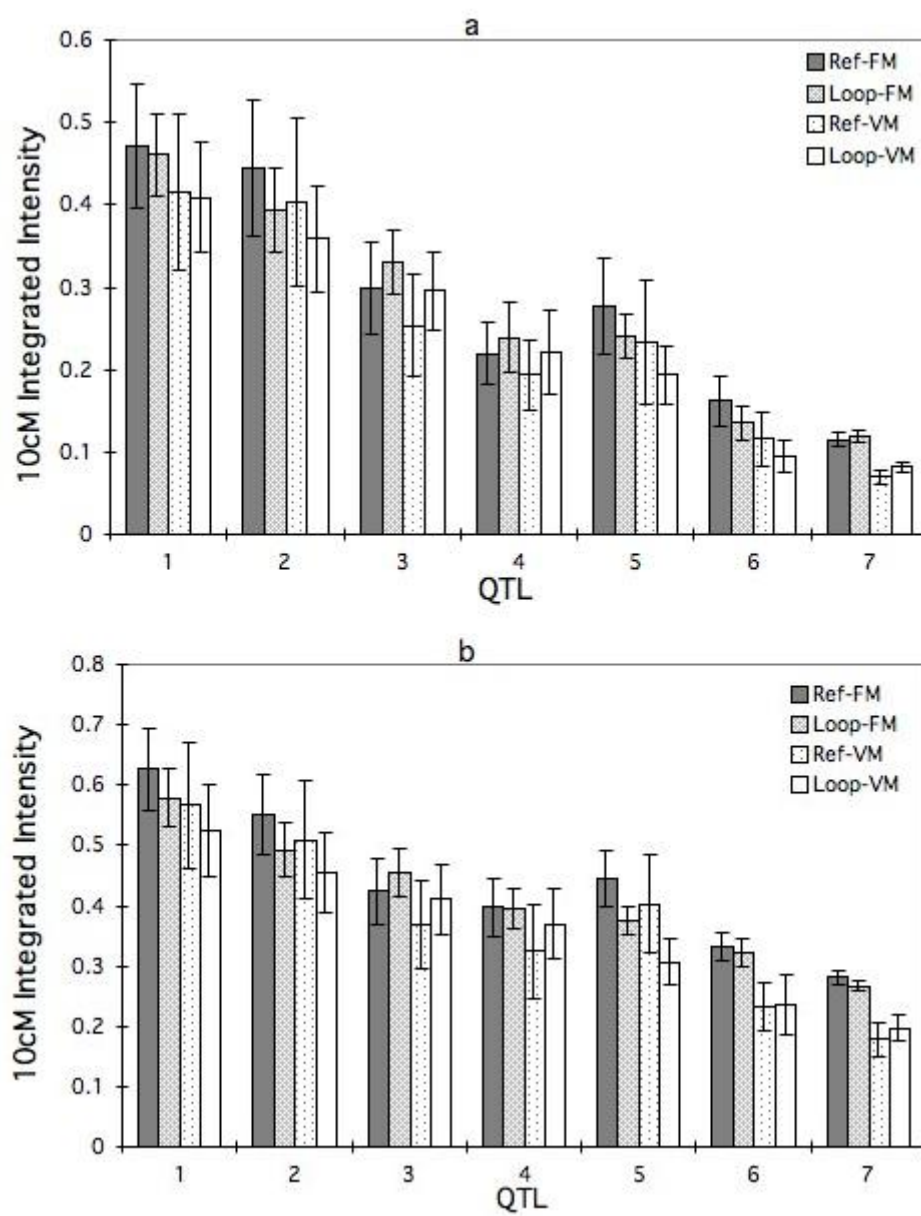 a
10cM Integrated Intensity
0.6
0.5
0.4
0.3
0.2
0.1
0
Ref-FM
Loop-FM
Ref-VM
Loop-VM
1 2 3 4 5 6 7
QTL
b
10cM Integrated Intensity
0.8
0.7
0.6
0.5
0.4
0.3
0.2
0.1
0
Ref-FM
Loop-FM
Ref-VM
Loop-VM
1 2 3 4 5 6 7
QTL